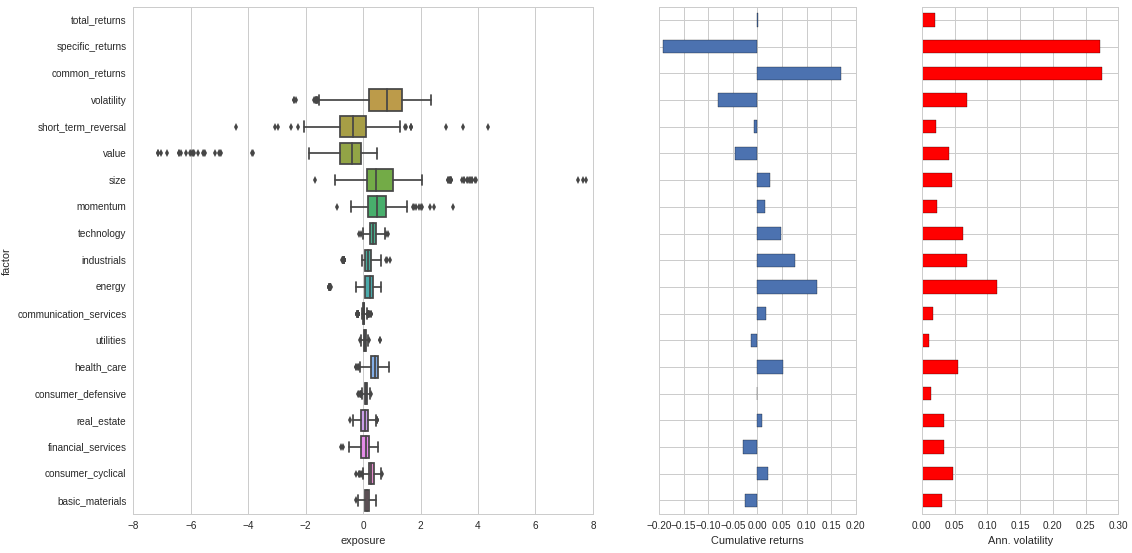 total_returns
specific_returns
common_returns
volatility
short_term_reversal
value
size
momentum
technology
industrials
energy
communication_services
utilities
health_care
consumer_defensive
real_estate
financial_services
consumer_cyclical
basic_materials
factor
−8 −6 −4 −2 0 2 4 6 8
exposure
−0.20 −0.15 −0.10 −0.05 0.00 0.05 0.10 0.15 0.20
Cumulative returns
0.00 0.05 0.10 0.15 0.20 0.25 0.30
Ann. volatility